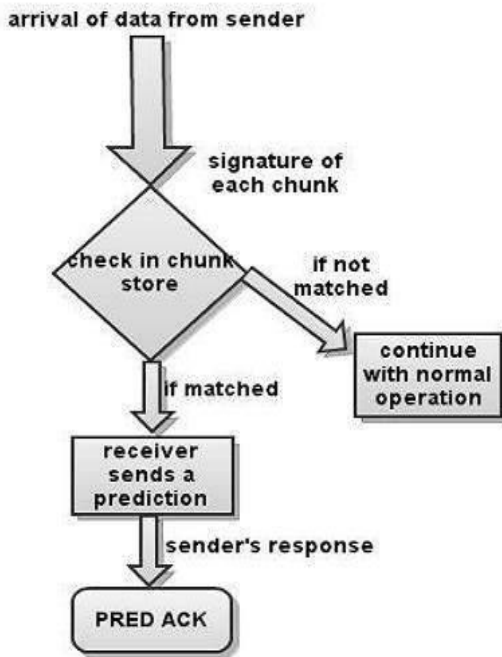 arrival of data from sender
signature of
each chunk
check in chunk
store
if not
matched
continue
with normal
operation
if matched
receiver
sends a
prediction
sender's response
PRED ACK